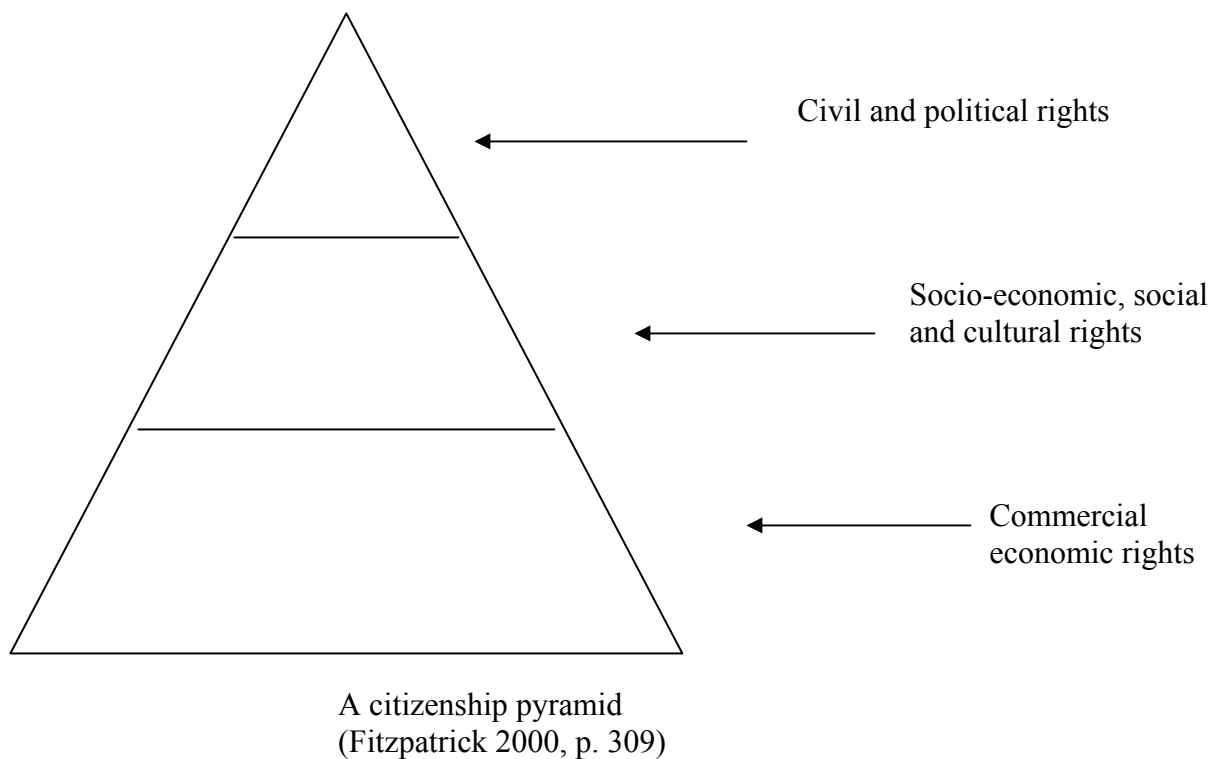 Civil and political rights
Socio-economic, social
and cultural rights
Commercial
economic rights
A citizenship pyramid
(Fitzpatrick 2000, p. 309)